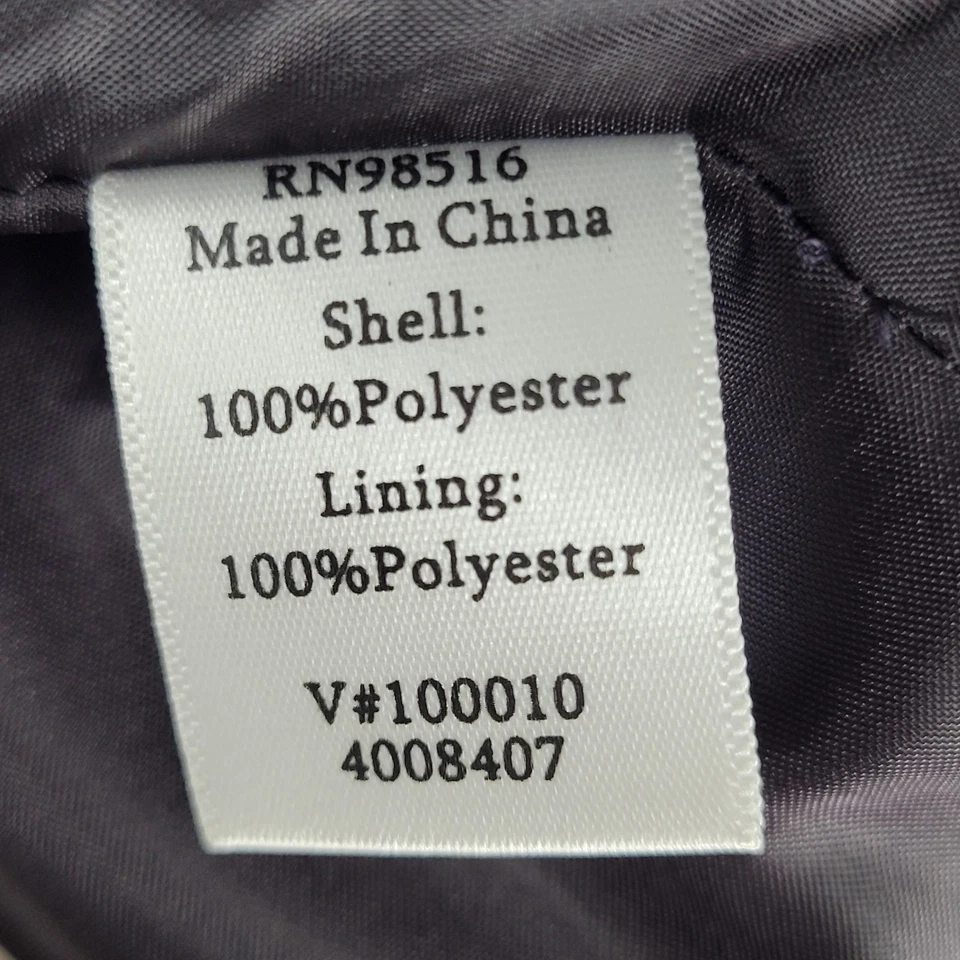 RN98516
Made In China
Shell:
100%Polyester
Lining:
100%Polyester
V#100010
4008407